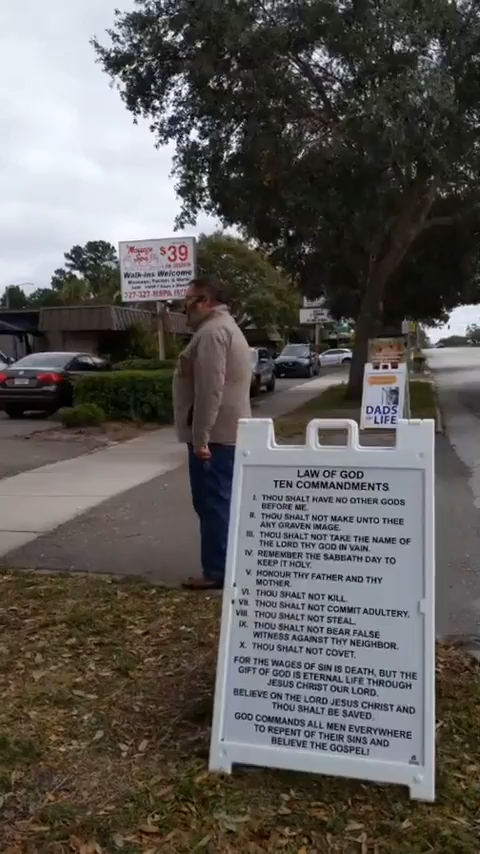 Massage
Spa
$39
Walk-ins Welcome
LAW OF GOD
TEN COMMANDMENTS
I. THOU SHALT HAVE NO OTHER GODS
BEFORE ME.
II. THOU SHALT NOT MAKE UNTO THEE
ANY GRAVEN IMAGE.
III. THOU SHALT NOT TAKE THE NAME OF
THE LORD THY GOD IN VAIN.
IV. REMEMBER THE SABBATH DAY TO
KEEP IT HOLY.
V. HONOUR THY FATHER AND THY
MOTHER.
VI. THOU SHALT NOT KILL.
VII. THOU SHALT NOT COMMIT ADULTERY.
VIII. THOU SHALT NOT STEAL.
IX. THOU SHALT NOT BEAR FALSE
WITNESS AGAINST THY NEIGHBOR.
X. THOU SHALT NOT COVET.
FOR THE WAGES OF SIN IS DEATH, BUT THE
GIFT OF GOD IS ETERNAL LIFE THROUGH
JESUS CHRIST OUR LORD.
BELIEVE ON THE LORD JESUS CHRIST AND
THOU SHALT BE SAVED.
GOD COMMANDS ALL MEN EVERYWHERE
TO REPENT OF THEIR SINS AND
BELIEVE THE GOSPEL!
DADS
LIFE